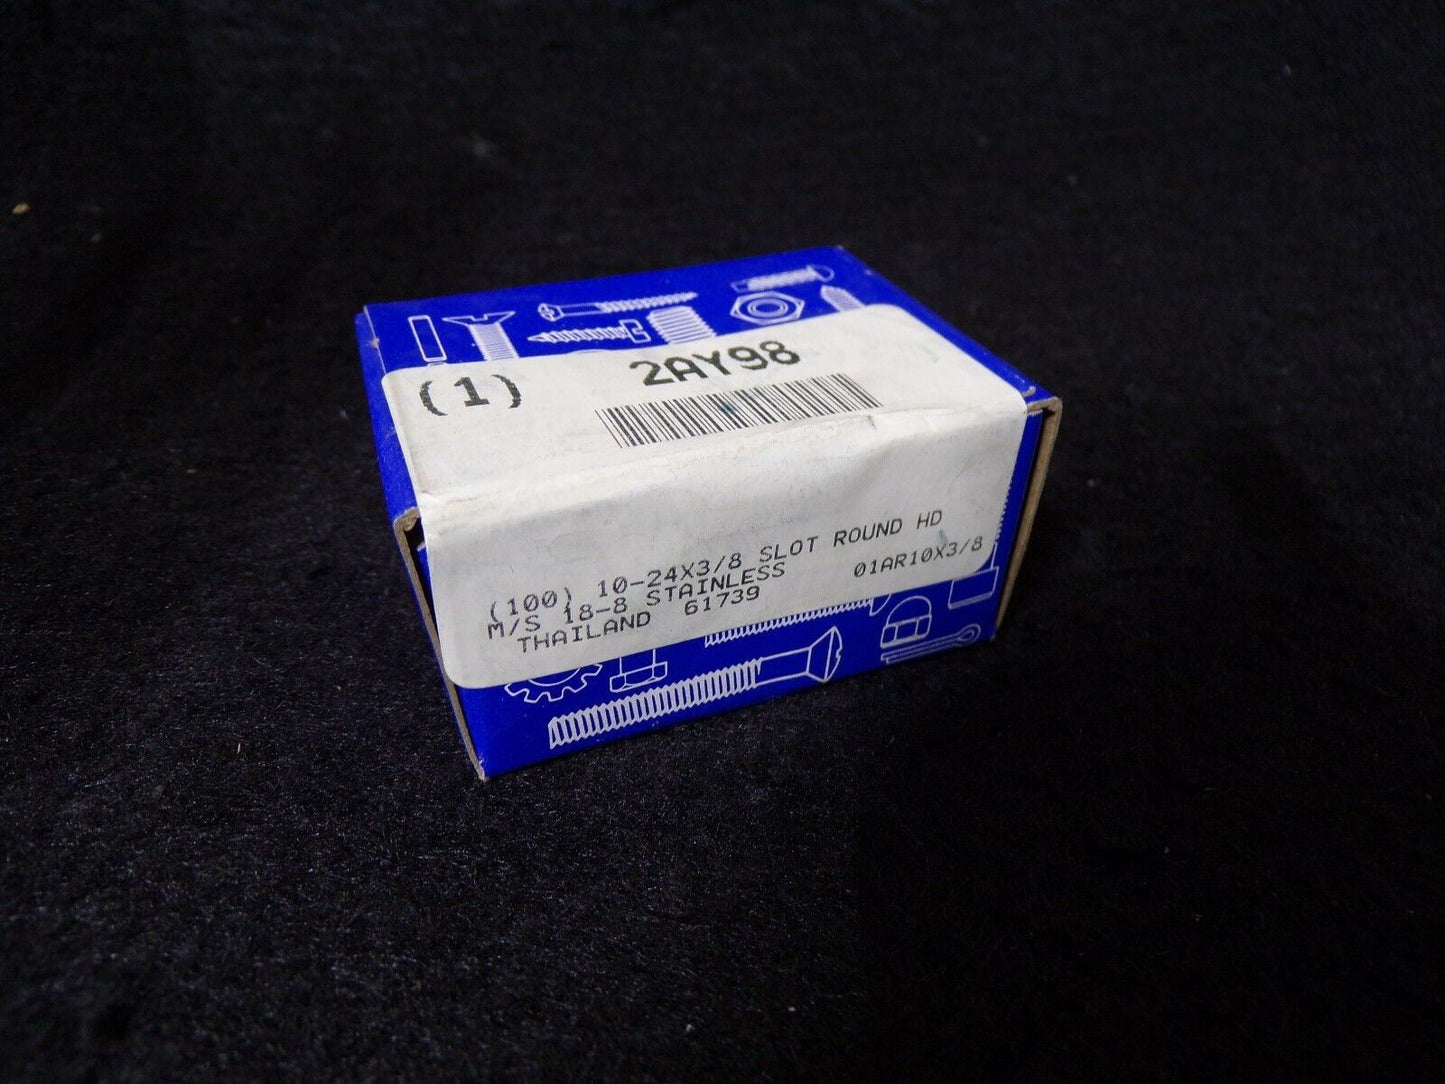 (1) 2AY98
(100) 10-24X3/8 SLOT ROUND HD
M/S 18-8 STAINLESS 01AR10X3/8
THAILAND 61739